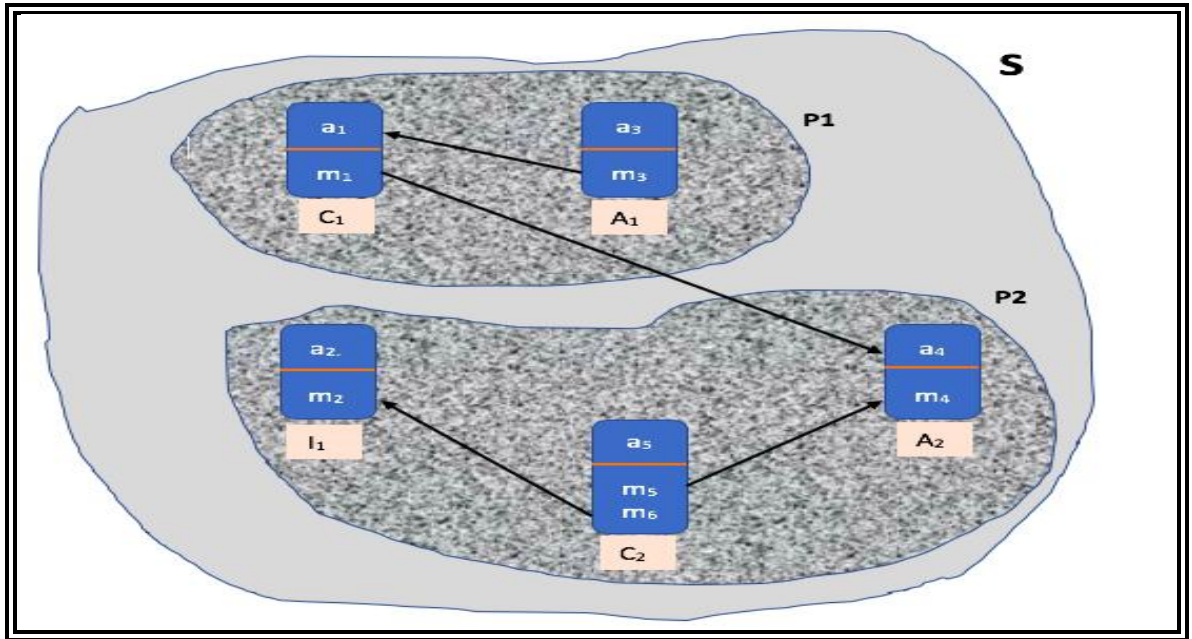 S
P1
a₁
m₁
C₁
a₃
m₃
A₁
P2
a₂.
m₂
I₁
a₄
m₄
A₂
a₅
m₅
m₆
C₂